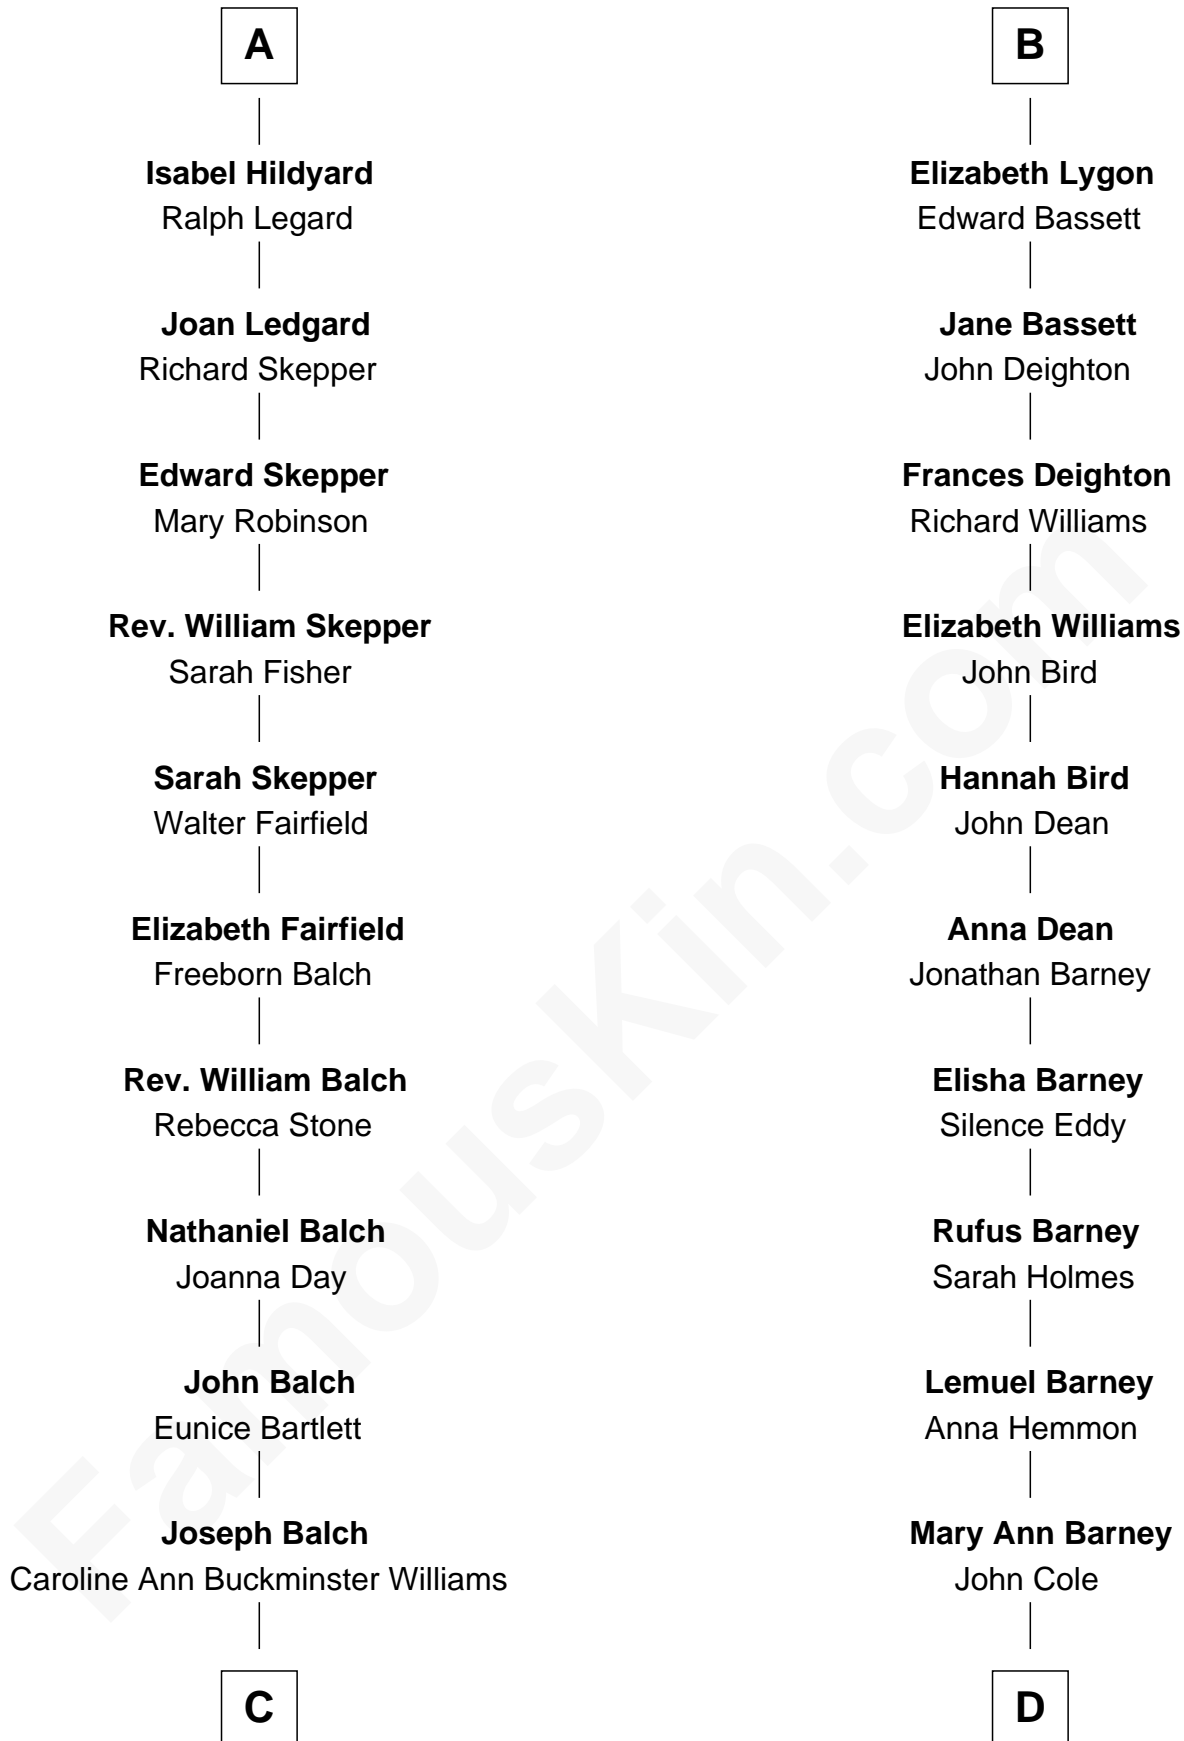 A
Isabel Hildyard
Ralph Legard
Joan Ledgard
Richard Skepper
Edward Skepper
Mary Robinson
Rev. William Skepper
Sarah Fisher
Sarah Skepper
Walter Fairfield
Elizabeth Fairfield
Freeborn Balch
Rev. William Balch
Rebecca Stone
Nathaniel Balch
Joanna Day
John Balch
Eunice Bartlett
Joseph Balch
Caroline Ann Buckminster Williams
C
B
Elizabeth Lygon
Edward Bassett
Jane Bassett
John Deighton
Frances Deighton
Richard Williams
Elizabeth Williams
John Bird
Hannah Bird
John Dean
Anna Dean
Jonathan Barney
Elisha Barney
Silence Eddy
Rufus Barney
Sarah Holmes
Lemuel Barney
Anna Hemmon
Mary Ann Barney
John Cole
D
FamousKin.com